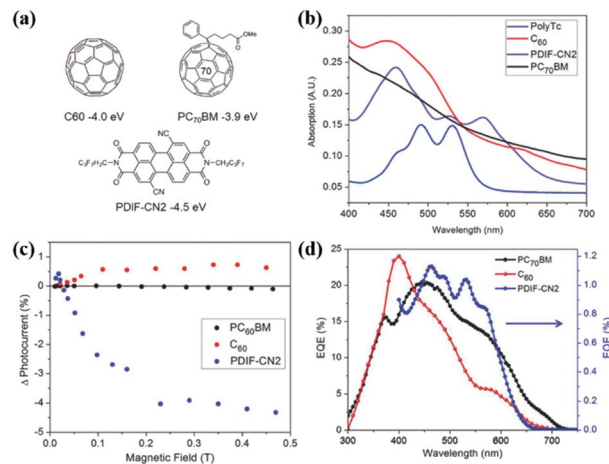 (a)
OMe
O
70
C60 -4.0 eV
PC70BM -3.9 eV
CN
O
O
C3F7H2C-N
N-CH2C3F7
O
O
CN
PDIF-CN2 -4.5 eV
(b)
PolyTc
C60
PDIF-CN2
PC70BM
Absorption (A.U.)
0.30
0.25
0.20
0.15
0.10
0.05
400 450 500 550 600 650 700
Wavelength (nm)
(c)
Δ Photocurrent (%)
1
0
-1
-2
-3
-4
-5
PC60BM
C60
PDIF-CN2
0.0 0.1 0.2 0.3 0.4 0.5
Magnetic Field (T)
(d)
PC70BM
C60
PDIF-CN2
EQE (%)
25
20
15
10
5
0
300 400 500 600 700
Wavelength (nm)
1.2
1.0
0.8
0.6
0.4
0.2
0.0
EQE (%)